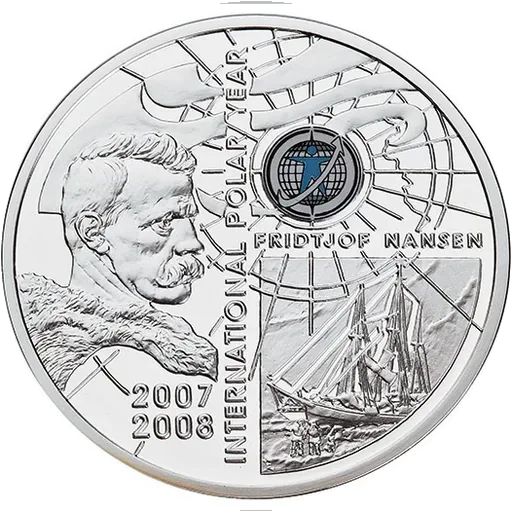 INTERNATIONAL POLAR YEAR
FRIDTJOF NANSEN
2007
2008